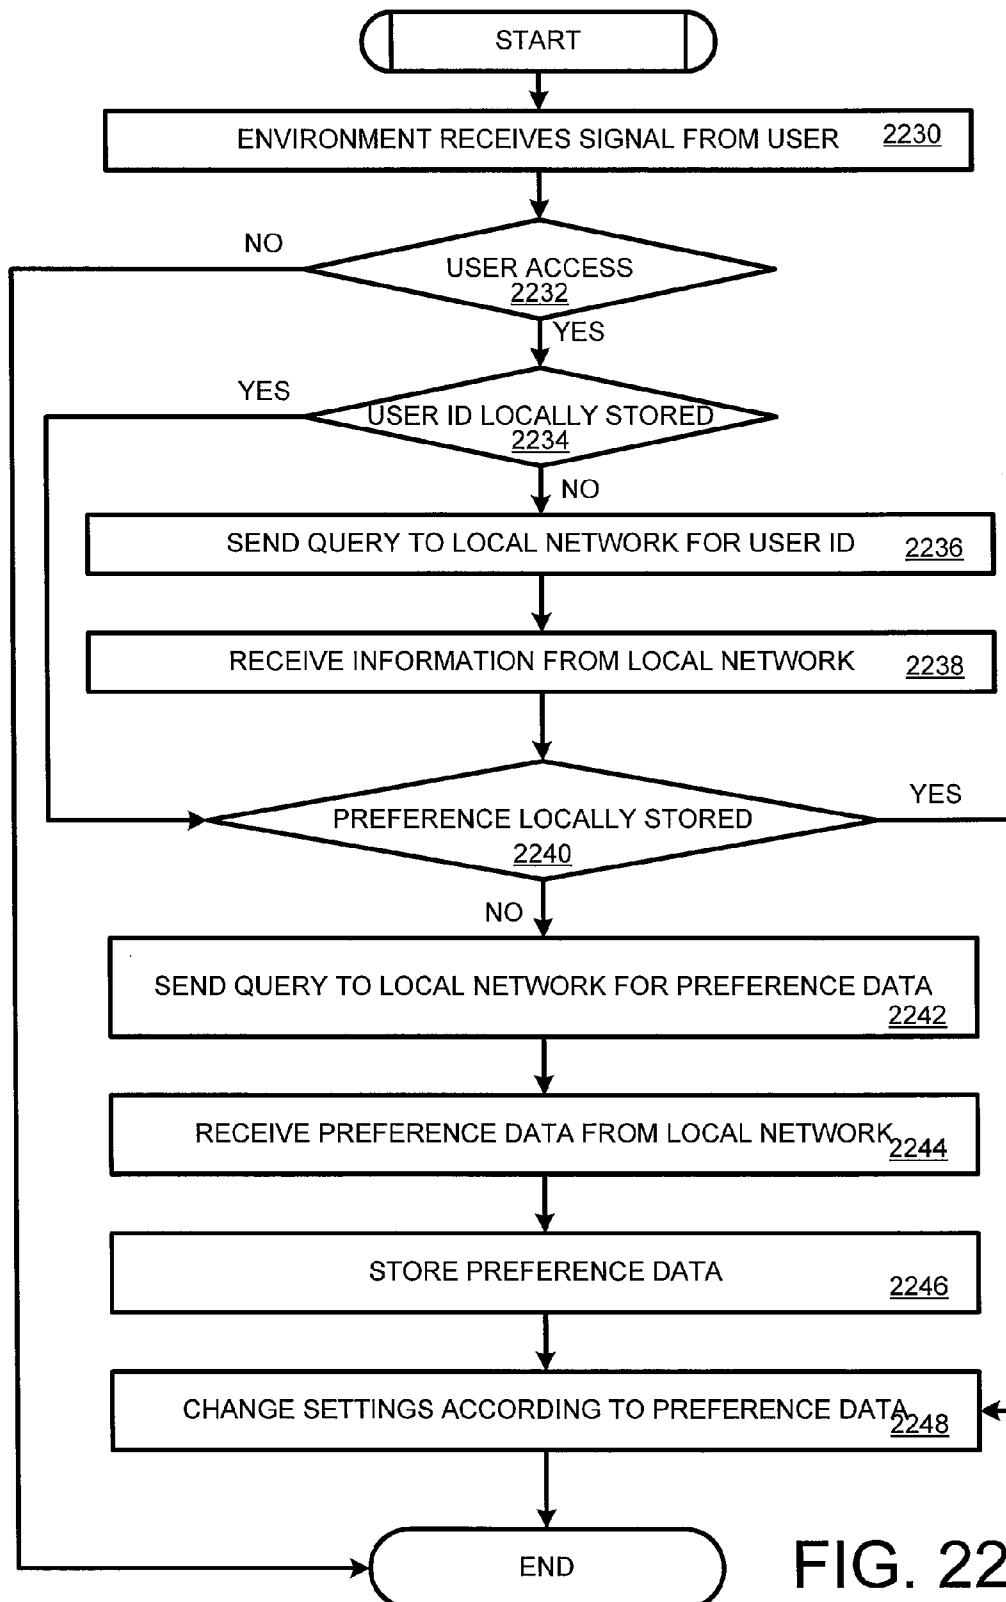 START
ENVIRONMENT RECEIVES SIGNAL FROM USER 2230
NO
USER ACCESS
2232
YES
YES
USER ID LOCALLY STORED
2234
NO
SEND QUERY TO LOCAL NETWORK FOR USER ID 2236
RECEIVE INFORMATION FROM LOCAL NETWORK 2238
YES
PREFERENCE LOCALLY STORED
2240
NO
SEND QUERY TO LOCAL NETWORK FOR PREFERENCE DATA
2242
RECEIVE PREFERENCE DATA FROM LOCAL NETWORK 2244
STORE PREFERENCE DATA 2246
CHANGE SETTINGS ACCORDING TO PREFERENCE DATA 2248
END
FIG. 22